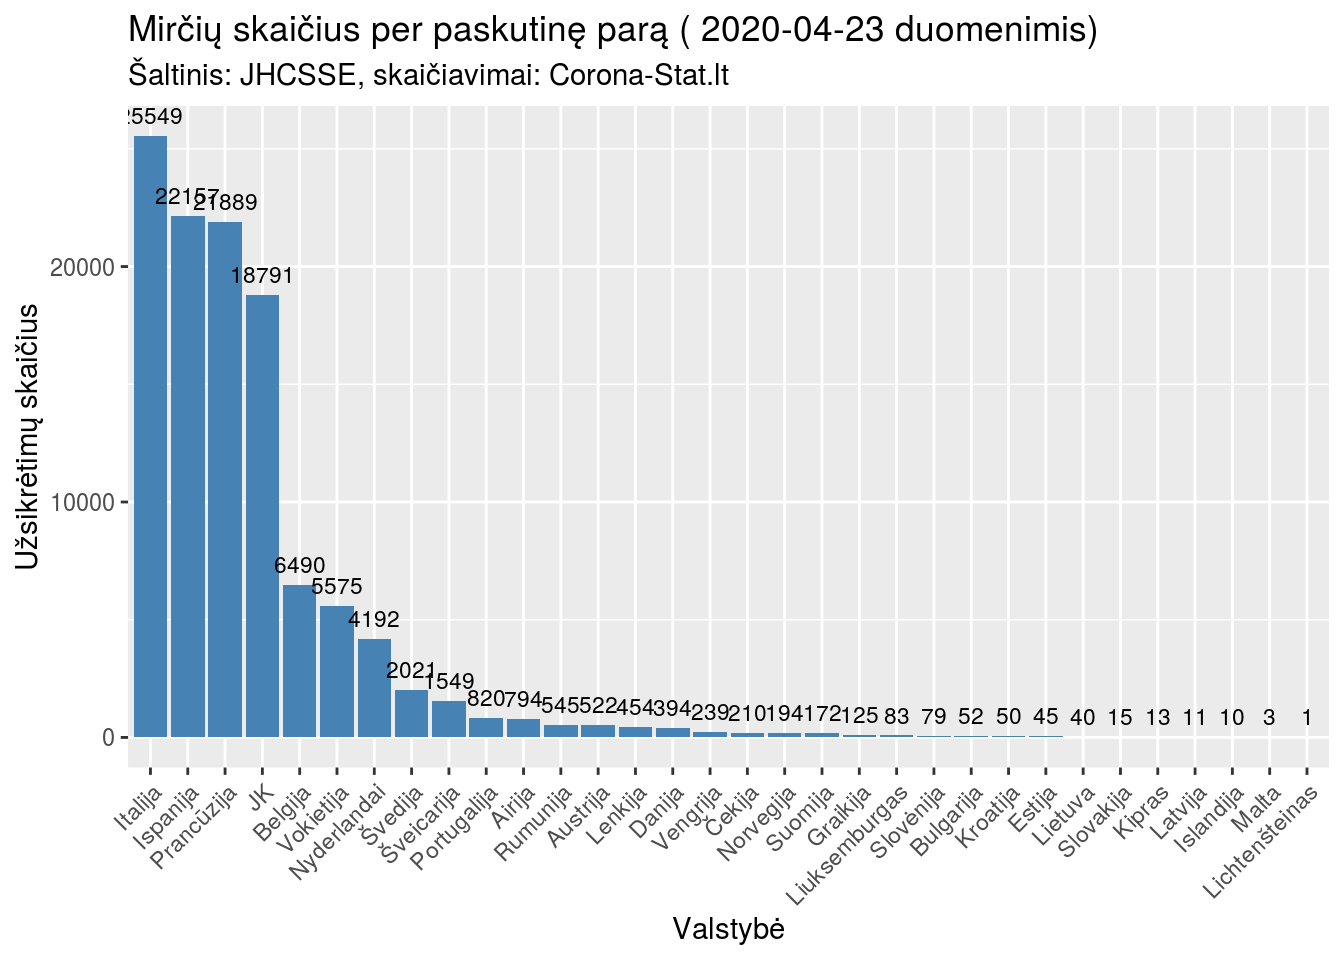 Mirčių skaičius per paskutinę parą ( 2020-04-23 duomenimis)
Šaltinis: JHCSSE, skaičiavimai: Corona-Stat.lt
Užsikrėtimų skaičius
20000
10000
0
25549
22157
21889
18791
6490
5575
4192
2021
1549
820
794
545
522
454
394
239
210
194
172
125
83
79
52
50
45
40
15
13
11
10
3
1
Italija
Ispanija
Prancūzija
JK
Belgija
Vokietija
Nyderlandai
Švedija
Šveicarija
Portugalija
Airija
Rumunija
Austrija
Lenkija
Danija
Vengrija
Čekija
Norvegija
Suomija
Graikija
Liuksemburgas
Slovėnija
Bulgarija
Kroatija
Estija
Lietuva
Slovakija
Kipras
Latvija
Islandija
Malta
Lichtenšteinas
Valstybė